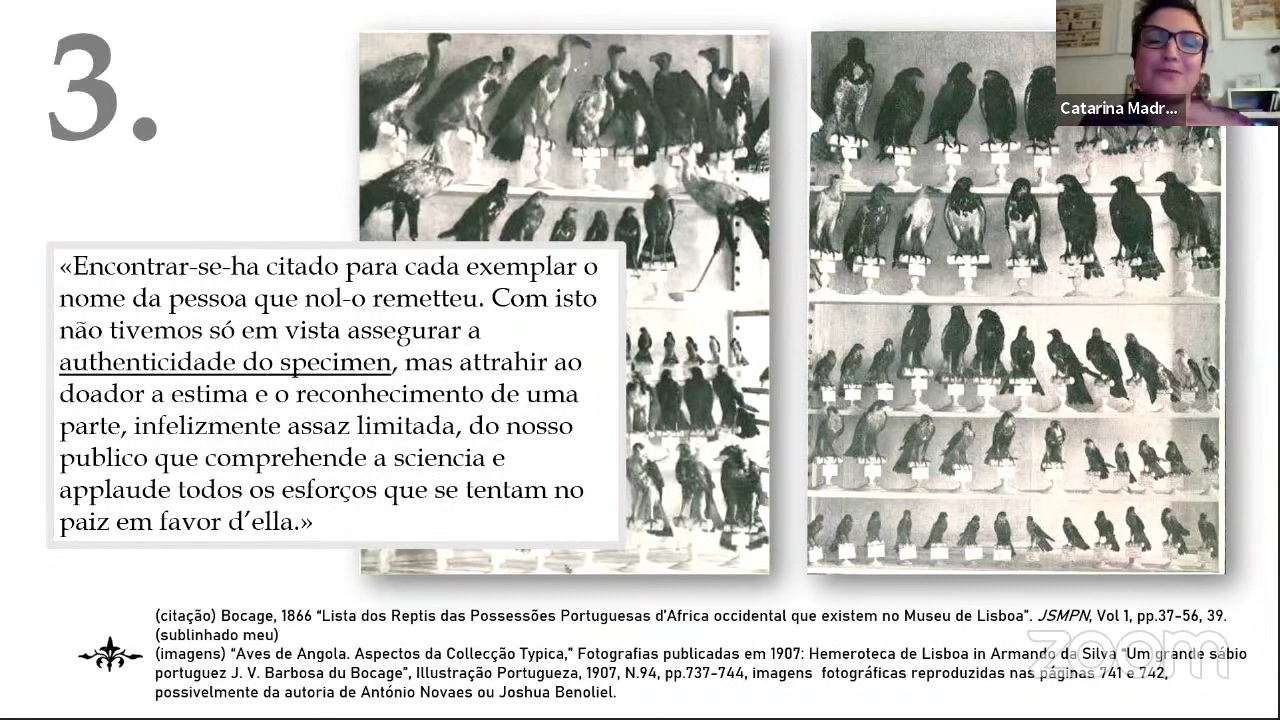 3.
Catarina Madr...
«Encontrar-se-ha citado para cada exemplar o
nome da pessoa que nol-o remetteu. Com isto
não tivemos só em vista assegurar a
authenticidade do specimen, mas attrahir ao
doador a estima e o reconhecimento de uma
parte, infelizmente assaz limitada, do nosso
publico que comprehende a sciencia e
applaude todos os esforços que se tentam no
paiz em favor d’ella.»
(citação) Bocage, 1866 “Lista dos Reptis das Possessões Portuguesas d’Africa occidental que existem no Museu de Lisboa”. JSMPN, Vol 1, pp.37-56, 39.
(sublinhado meu)
(imagens) “Aves de Angola. Aspectos da Collecção Typica,” Fotografias publicadas em 1907: Hemeroteca de Lisboa in Armando da Silva “Um grande sábio
portuguez J. V. Barbosa du Bocage”, Illustração Portugueza, 1907, N.94, pp.737-744, imagens fotográficas reproduzidas nas páginas 741 e 742,
possivelmente da autoria de António Novaes ou Joshua Benoliel.
zoom